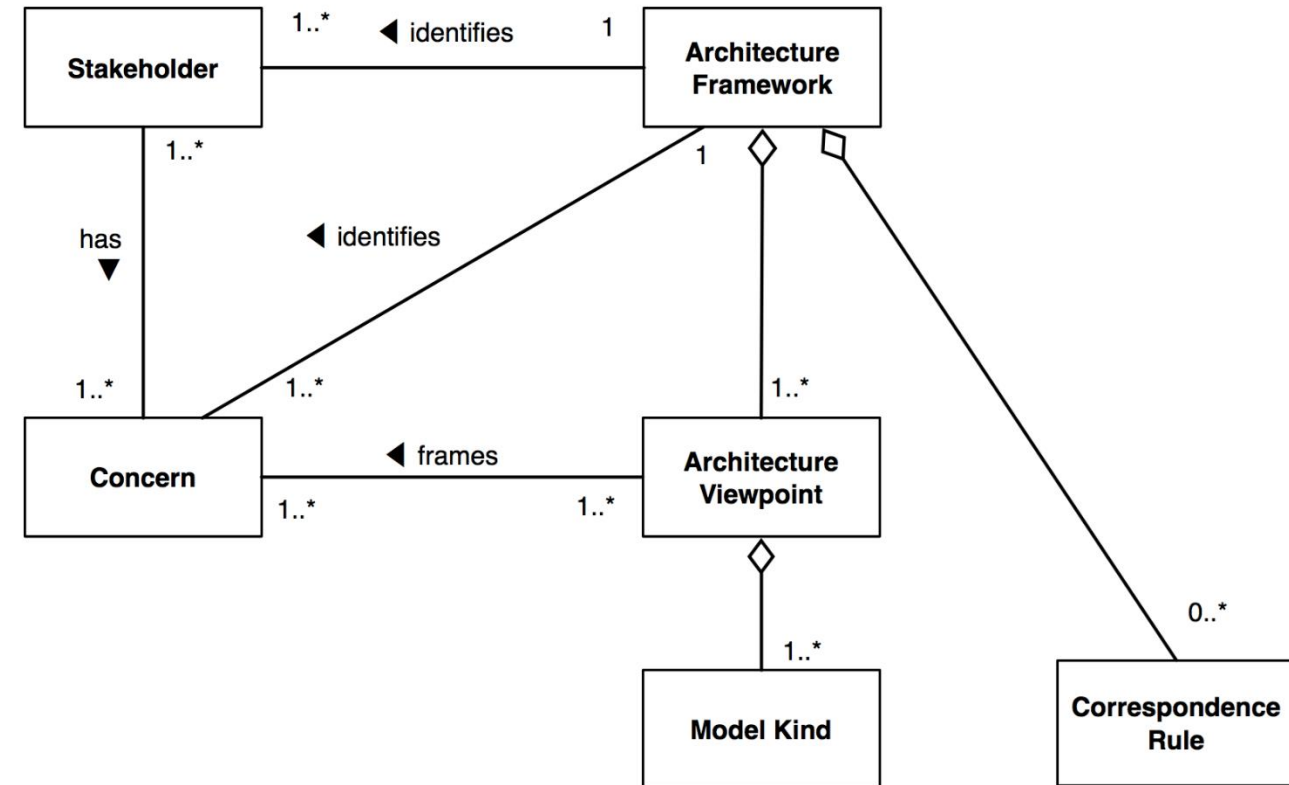 1..*
◀ identifies
1
Stakeholder
Architecture
Framework
1..*
1
has
▼
◀ identifies
1..*
1..*
1..*
Concern
◀ frames
Architecture
Viewpoint
1..*
1..*
0..*
1..*
Model Kind
Correspondence
Rule